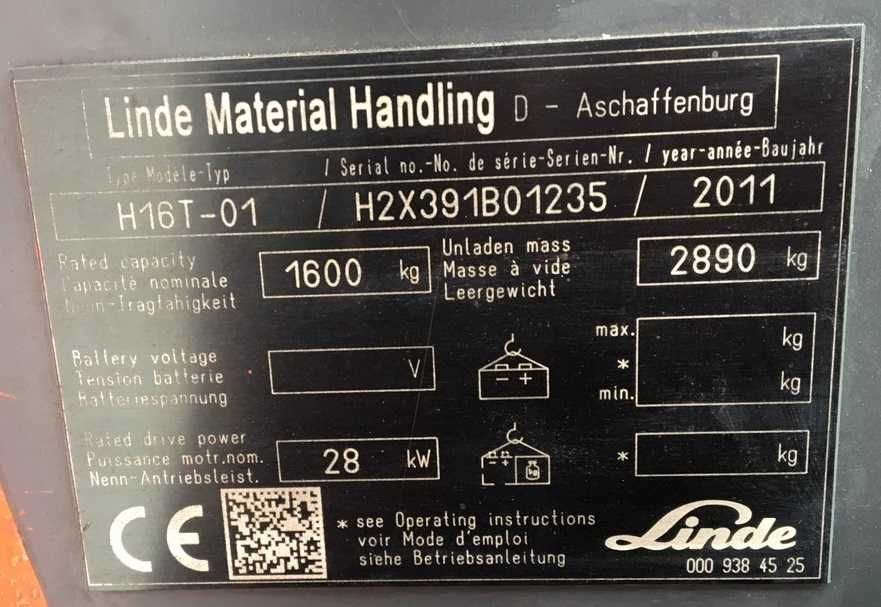 Linde Material Handling D - Aschaffenburg
Type Modèle-Typ / Serial no.-No. de série-Serien-Nr. / year-année-Baujahr
H16T-01 / H2X391B01235 / 2011
Rated capacity
Capacité nominale
Nenn-Tragfähigkeit
1600 kg
Unladen mass
Masse à vide
Leergewicht
2890 kg
Battery voltage
Tension batterie
Batteriespannung
V
- +
max.
*
min.
kg
kg
Rated drive power
Puissance motr.nom.
Nenn-Antriebsleist.
28 kW
- +
kg
* kg
CE
* see Operating instructions
voir Mode d'emploi
siehe Betriebsanleitung
Linde
000 938 45 25